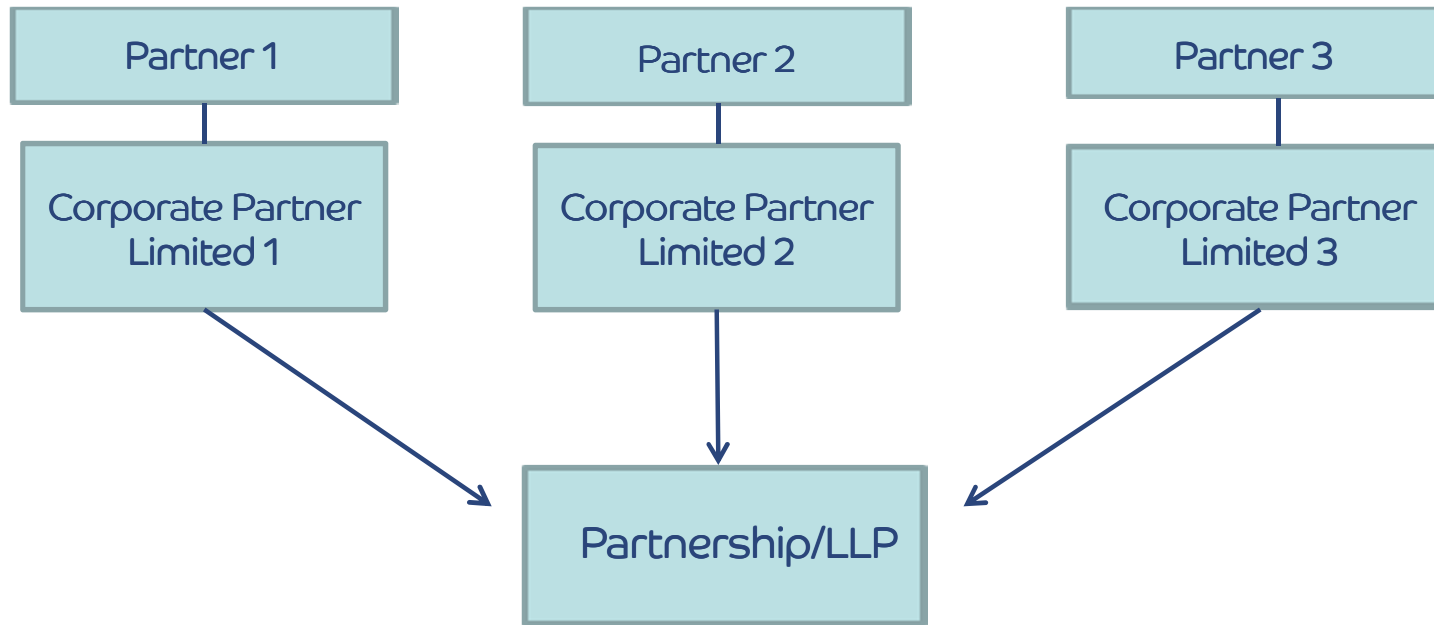 Partner 1
Partner 2
Partner 3
Corporate Partner
Limited 1
Corporate Partner
Limited 2
Corporate Partner
Limited 3
Partnership/LLP